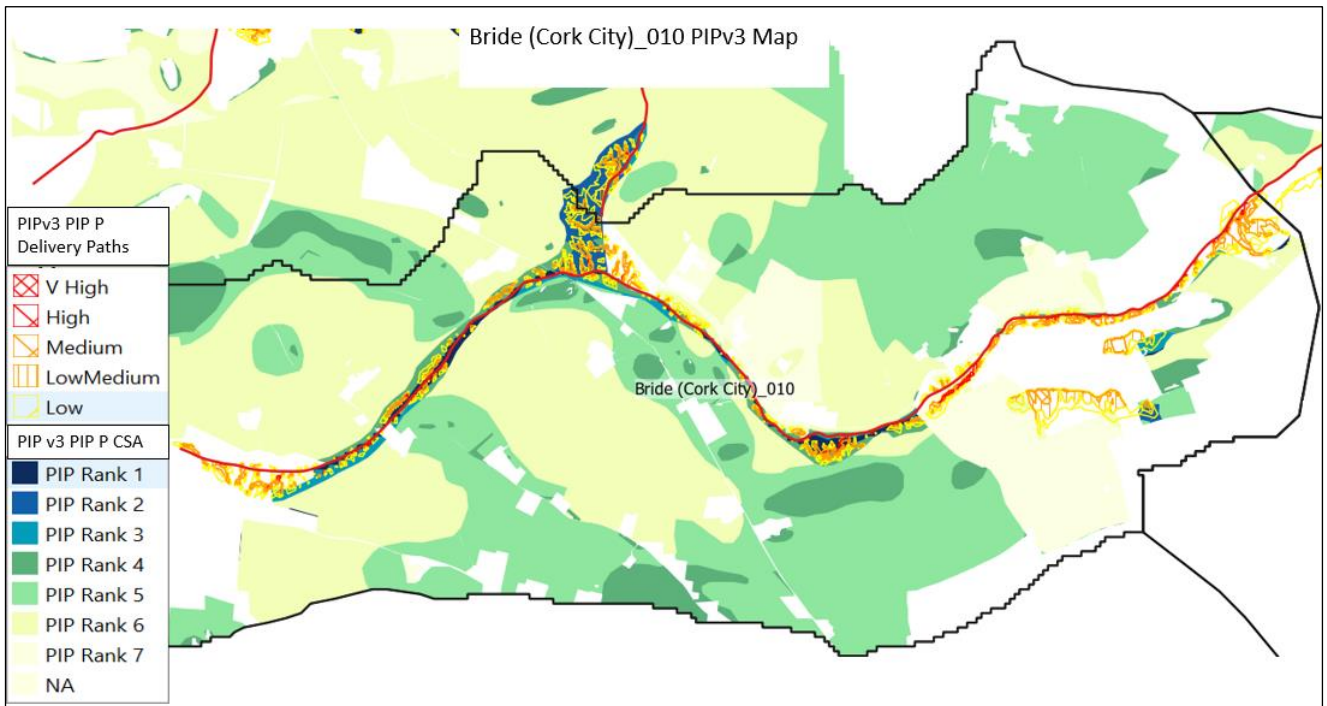 Bride (Cork City)_010 PIPv3 Map
PIPv3 PIP P
Delivery Paths
V High
High
Medium
LowMedium
Low
PIP v3 PIP P CSA
PIP Rank 1
PIP Rank 2
PIP Rank 3
PIP Rank 4
PIP Rank 5
PIP Rank 6
PIP Rank 7
NA
Bride (Cork City)_010